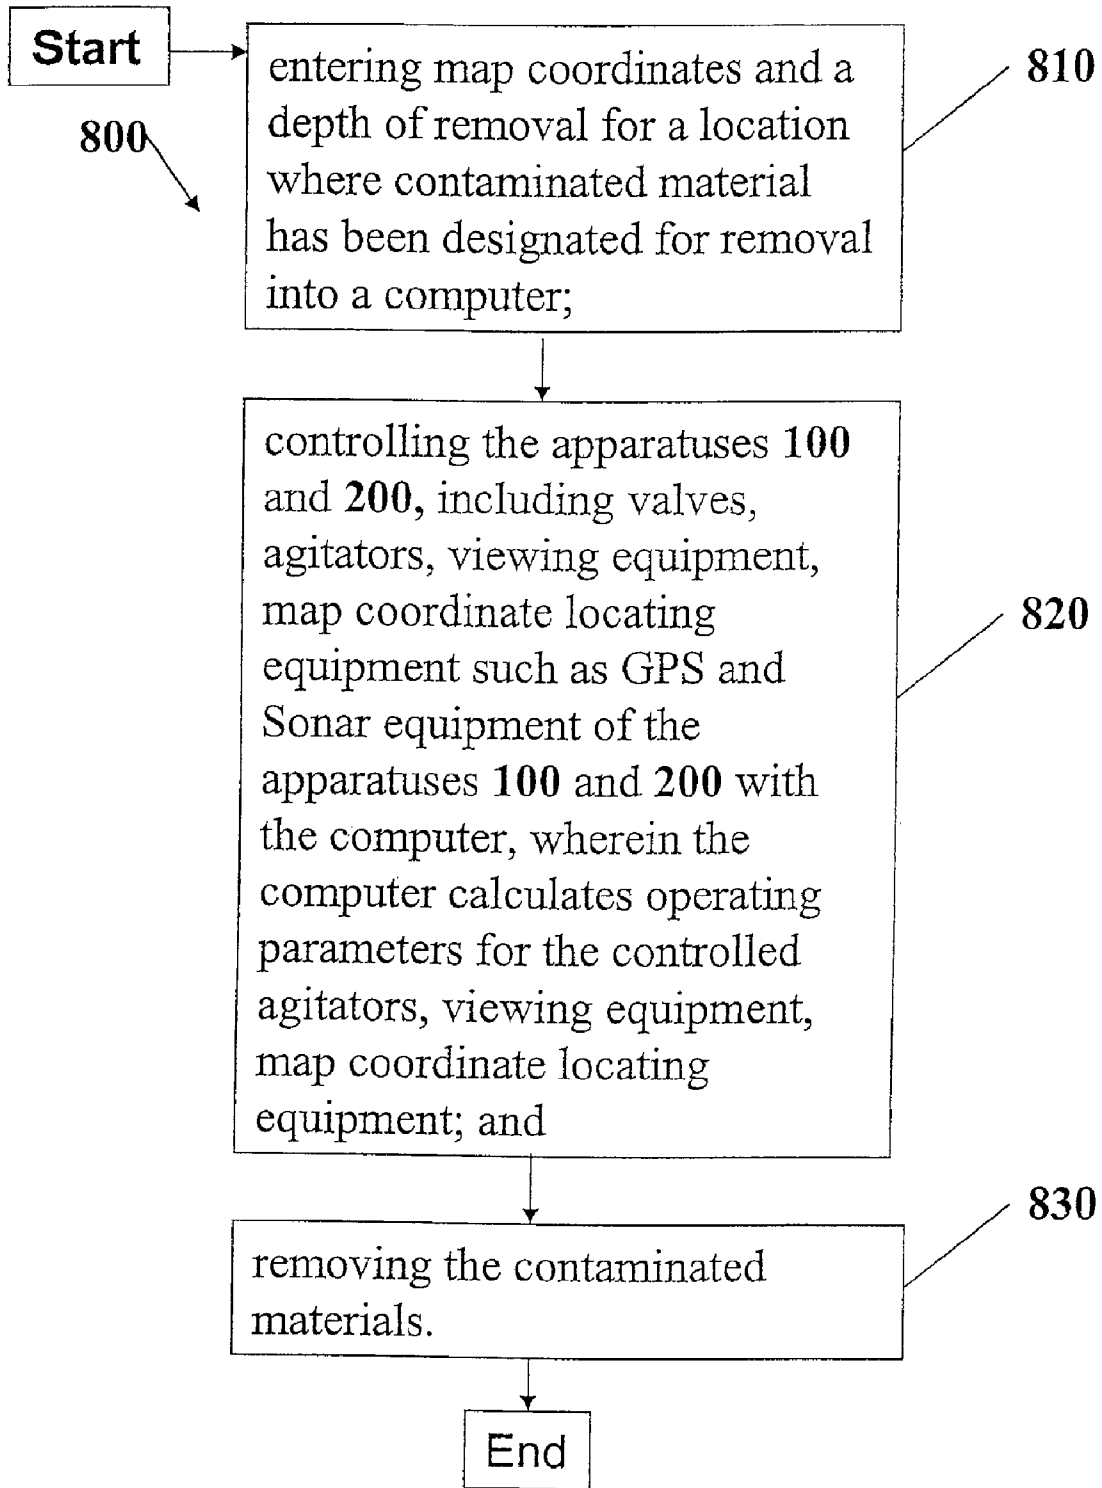 Start
800
entering map coordinates and a
depth of removal for a location
where contaminated material
has been designated for removal
into a computer;
810
controlling the apparatuses 100
and 200, including valves,
agitators, viewing equipment,
map coordinate locating
equipment such as GPS and
Sonar equipment of the
apparatuses 100 and 200 with
the computer, wherein the
computer calculates operating
parameters for the controlled
agitators, viewing equipment,
map coordinate locating
equipment; and
820
removing the contaminated
materials.
830
End